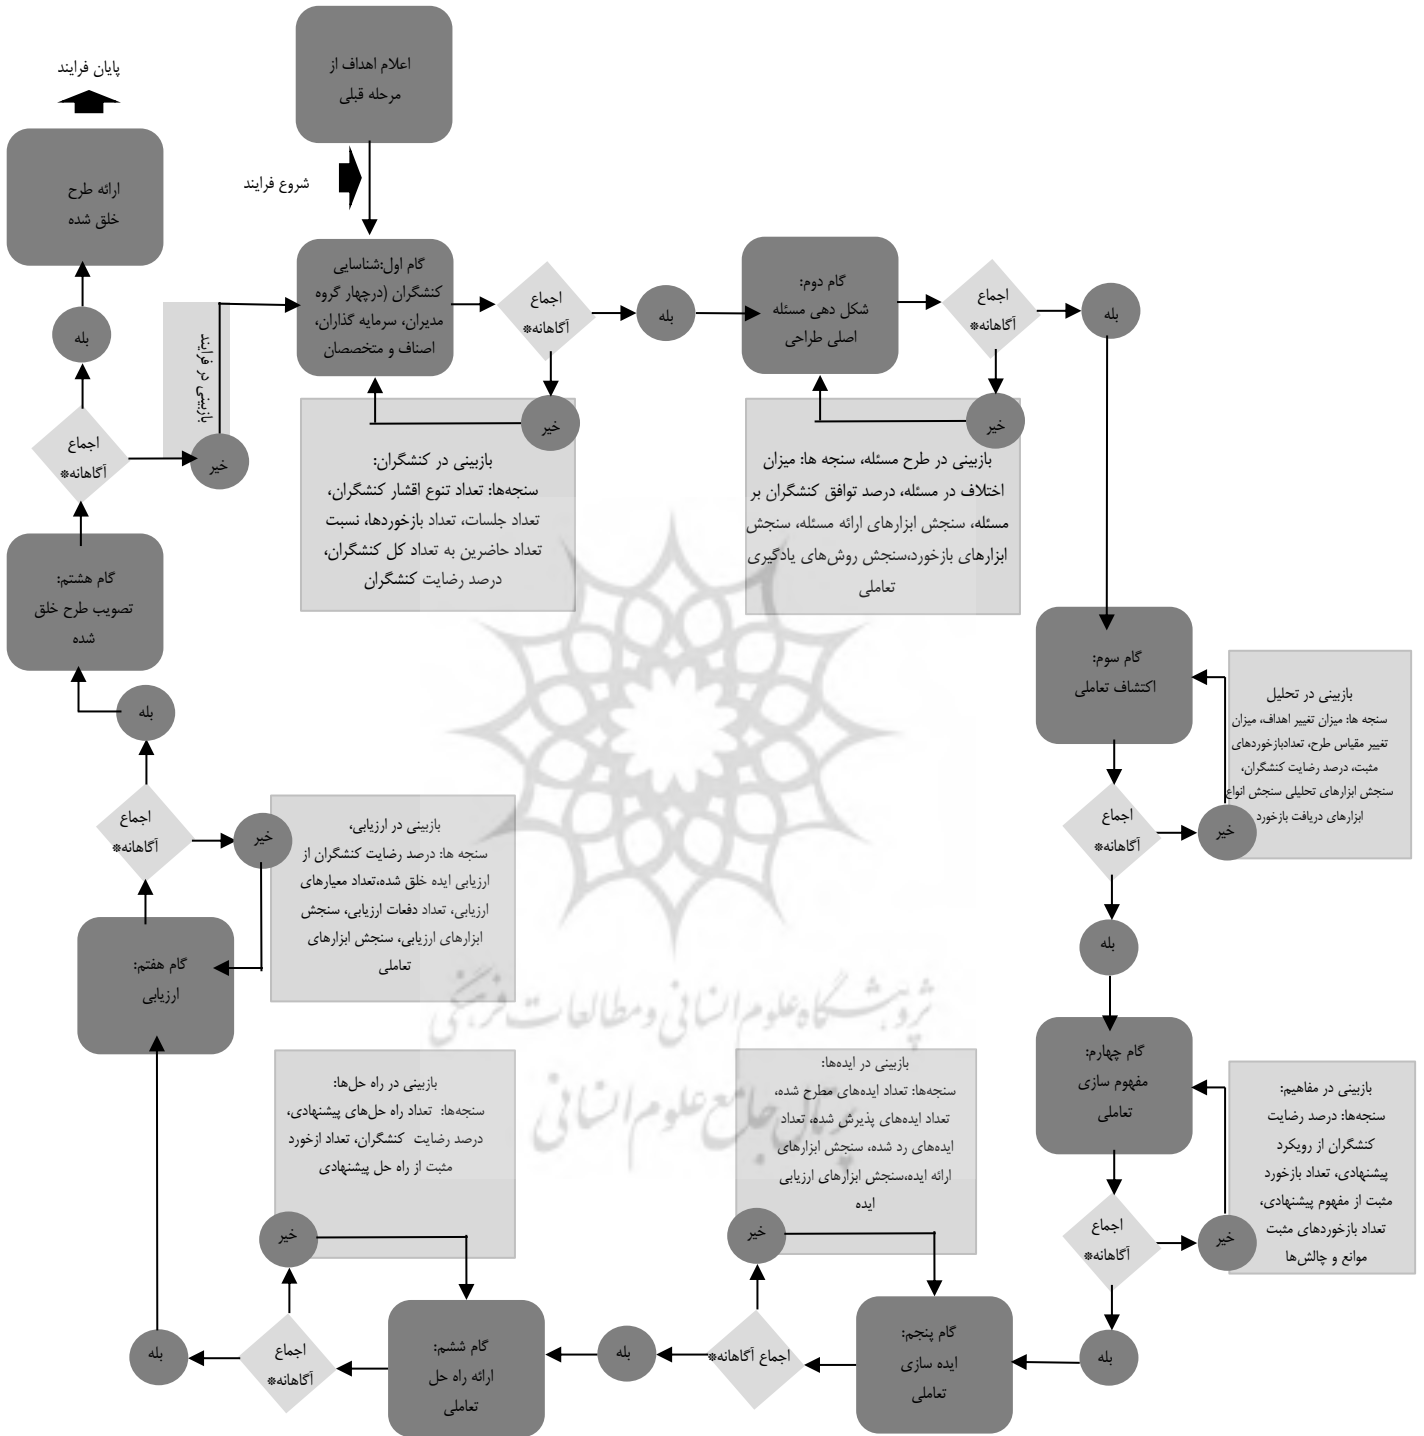 اعلام اهداف از
مرحله قبلی
شروع فرایند
گام اول:شناسایی
کنشگران (درچهار گروه
مدیران، سرمایه گذاران،
اصناف و متخصصان
اجماع
آگاهانه*
بله
خیر
بازبینی در کنشگران:
سنجه‌ها: تعداد تنوع اقشار کنشگران،
تعداد جلسات، تعداد بازخوردها، نسبت
تعداد حاضرین به تعداد کل کنشگران،
درصد رضایت کنشگران
گام دوم:
شکل دهی مسئله
اصلی طراحی
اجماع
آگاهانه*
بله
خیر
بازبینی در طرح مسئله، سنجه ها: میزان
اختلاف در مسئله، درصد توافق کنشگران بر
مسئله، سنجش ابزارهای ارائه مسئله، سنجش
ابزارهای بازخورد،سنجش روش‌های یادگیری
تعاملی
گام سوم:
اکتشاف تعاملی
اجماع
آگاهانه*
خیر
بازبینی در تحلیل
سنجه ها: میزان تغییر اهداف، میزان
تغییر مقیاس طرح، تعدادبازخوردهای
مثبت، درصد رضایت کنشگران،
سنجش ابزارهای تحلیلی سنجش انواع
ابزارهای دریافت بازخورد
بله
گام چهارم:
مفهوم سازی
تعاملی
اجماع
آگاهانه*
خیر
بازبینی در مفاهیم:
سنجه‌ها: درصد رضایت
کنشگران از رویکرد
پیشنهادی، تعداد بازخورد
مثبت از مفهوم پیشنهادی،
تعداد بازخوردهای مثبت
موانع و چالش‌ها
بله
گام پنجم:
ایده سازی
تعاملی
اجماع آگاهانه*
خیر
بازبینی در ایده‌ها:
سنجه‌ها: تعداد ایده‌های مطرح شده،
تعداد ایده‌های پذیرش شده، تعداد
ایده‌های رد شده، سنجش ابزارهای
ارائه ایده،سنجش ابزارهای ارزیابی
ایده
بله
گام ششم:
ارائه راه حل
تعاملی
اجماع
آگاهانه*
خیر
بازبینی در راه حل‌ها:
سنجه‌ها: تعداد راه حل‌های پیشنهادی،
درصد رضایت کنشگران، تعداد ازخورد
مثبت از راه حل پیشنهادی
بله
گام هفتم:
ارزیابی
اجماع
آگاهانه*
خیر
بازبینی در ارزیابی،
سنجه ها: درصد رضایت کنشگران از
ارزیابی ایده خلق شده،تعداد معیارهای
ارزیابی، تعداد دفعات ارزیابی، سنجش
ابزارهای ارزیابی، سنجش ابزارهای
تعاملی
بله
گام هشتم:
تصویب طرح خلق
شده
اجماع
آگاهانه*
خیر
بازبینی در فرایند
بله
ارائه طرح
خلق شده
پایان فرایند
پژوهشگاه علوم انسانی و مطالعات فرهنگی
پرتال جامع علوم انسانی